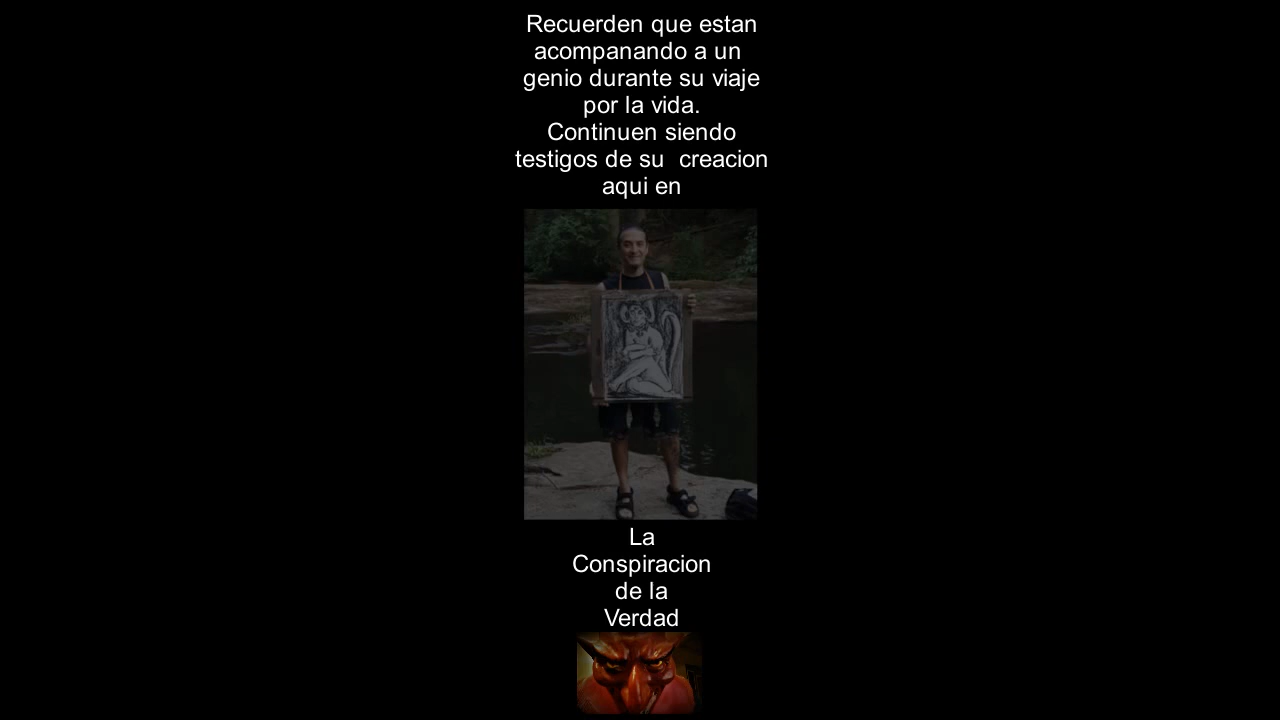 Recuerden que estan
acompanando a un
genio durante su viaje
por la vida.
Continuen siendo
testigos de su creacion
aqui en
La
Conspiracion
de la
Verdad